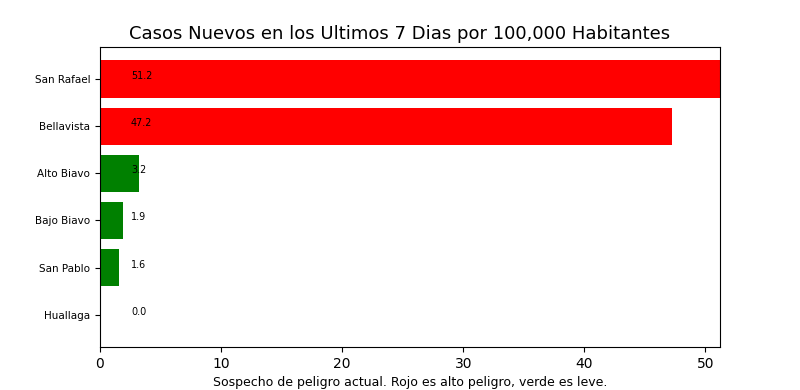 Casos Nuevos en los Ultimos 7 Dias por 100,000 Habitantes
San Rafael 51.2
Bellavista 47.2
Alto Biavo 3.2
Bajo Biavo 1.9
San Pablo 1.6
Huallaga 0.0
0 10 20 30 40 50
Sospecho de peligro actual. Rojo es alto peligro, verde es leve.